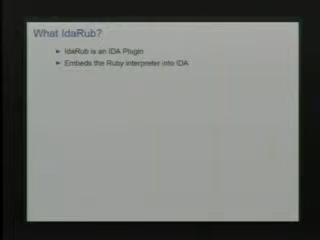 What IdaRub?
IdaRub is an IDA Plugin
Embeds the Ruby interpreter into IDA